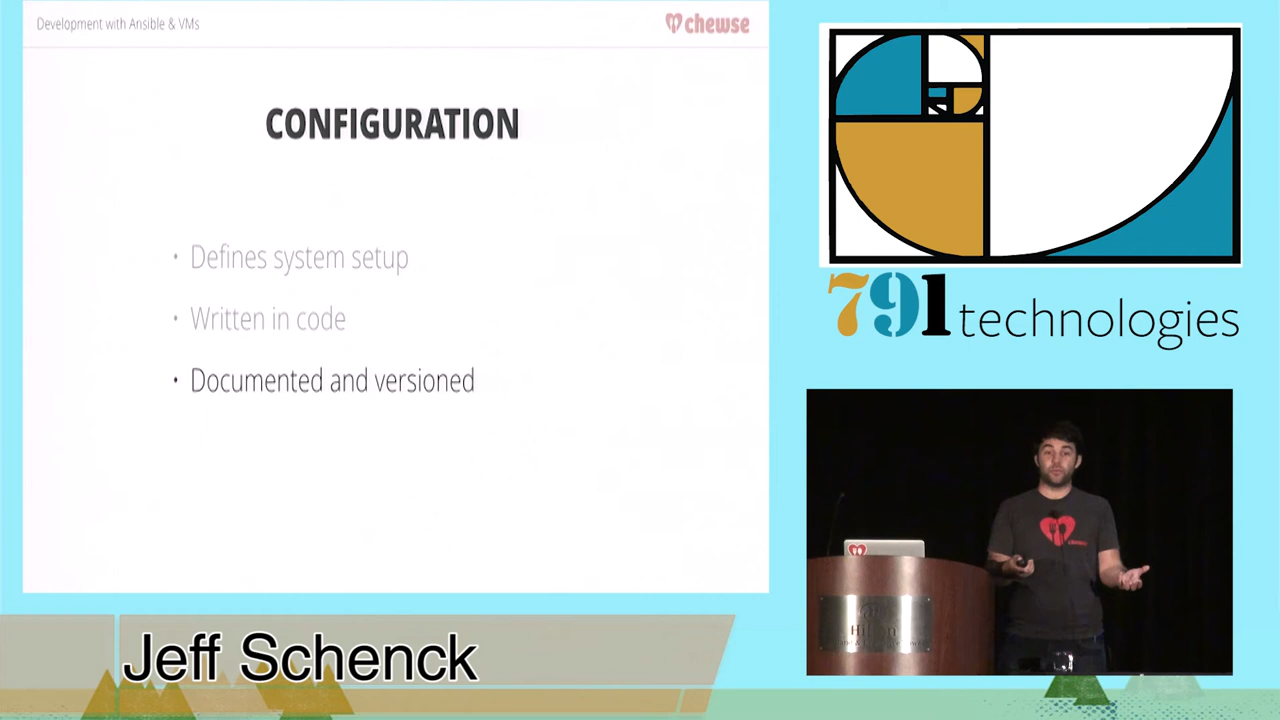 Development with Ansible & VMs
chewse
CONFIGURATION
• Defines system setup
• Written in code
• Documented and versioned
791 technologies
Hilton
Jeff Schenck